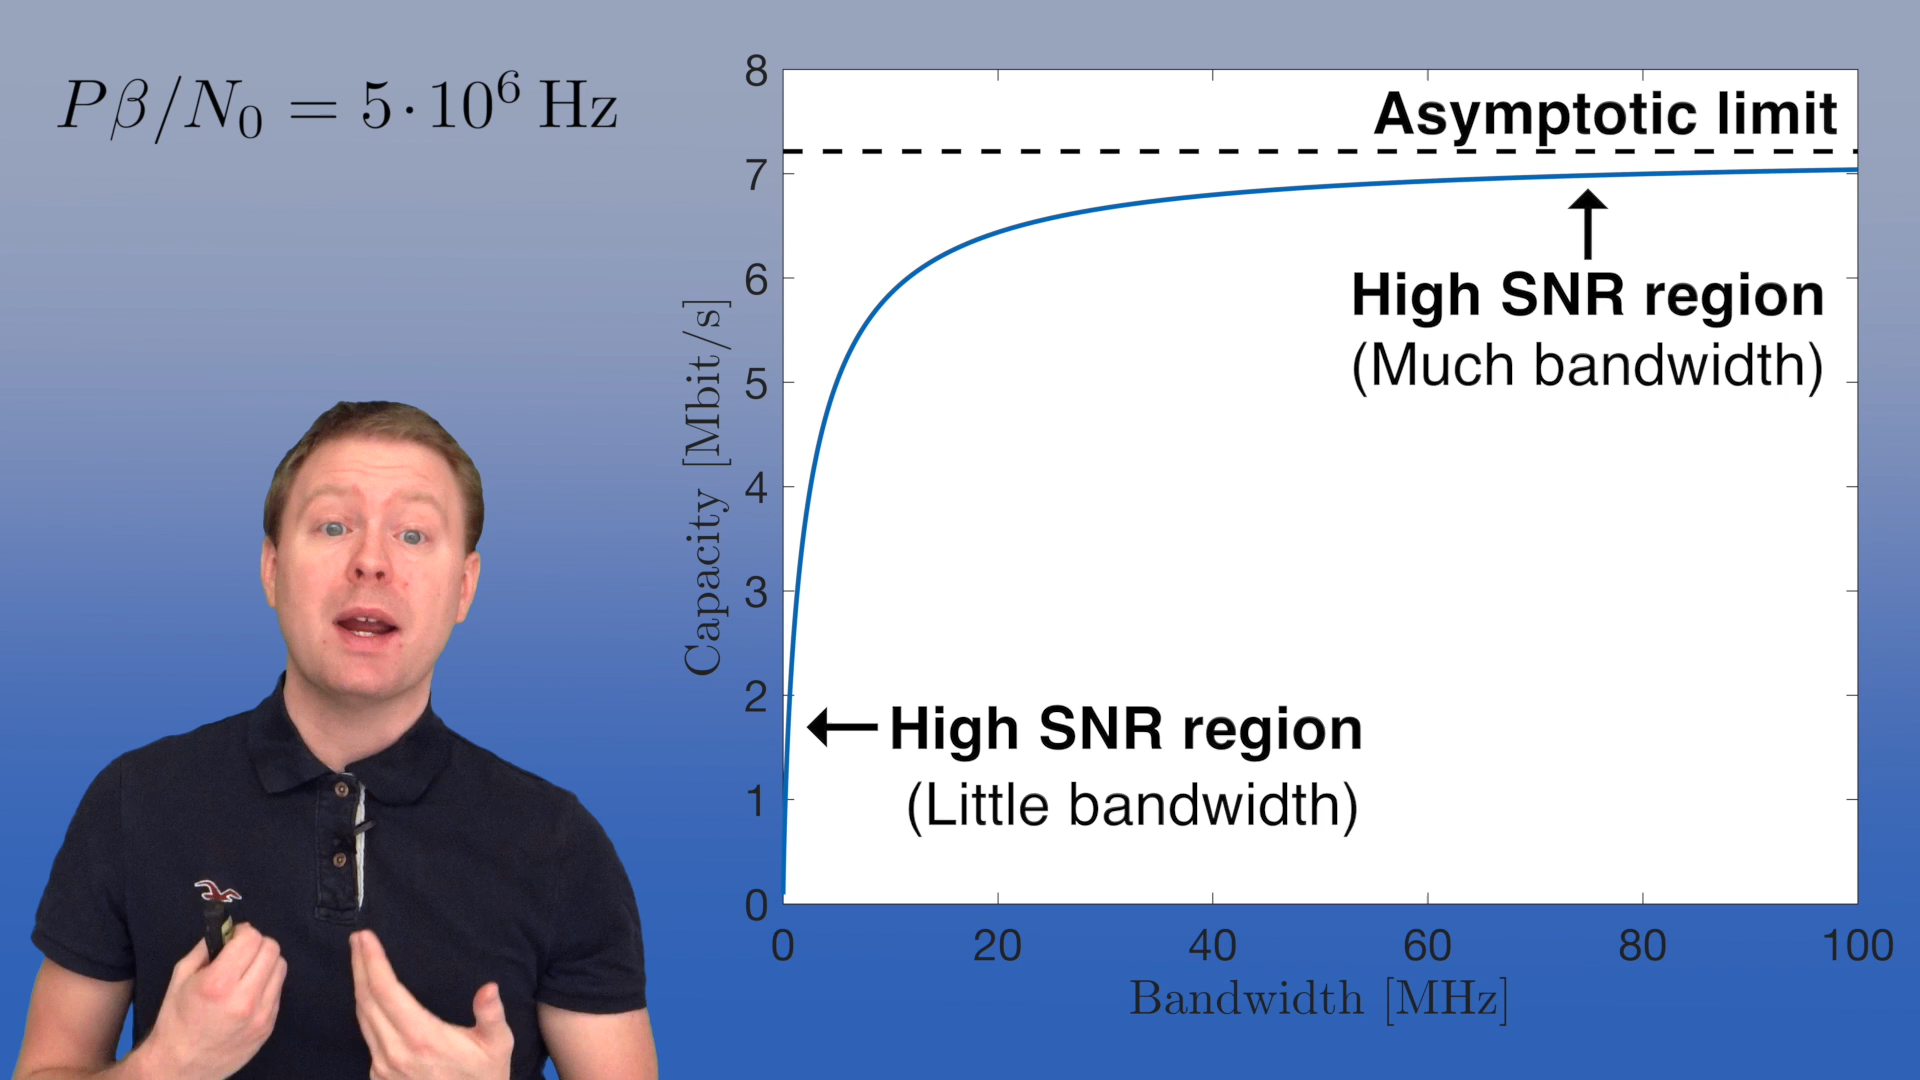 Pβ/N₀ = 5·10⁶ Hz
8
7
6
5
4
3
2
1
0
Capacity [Mbit/s]
Asymptotic limit
High SNR region
(Much bandwidth)
High SNR region
(Little bandwidth)
0 20 40 60 80 100
Bandwidth [MHz]